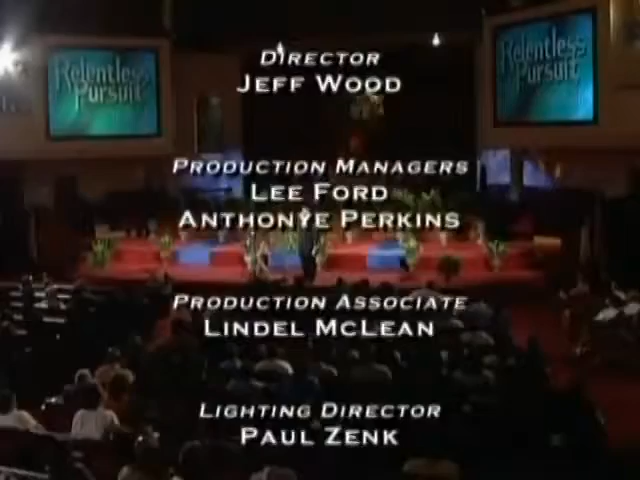 Relentless
Pursuit
Relentless
Pursuit
DIRECTOR
JEFF WOOD
PRODUCTION MANAGERS
LEE FORD
ANTHONYE PERKINS
PRODUCTION ASSOCIATE
LINDEL MCLEAN
LIGHTING DIRECTOR
PAUL ZENK